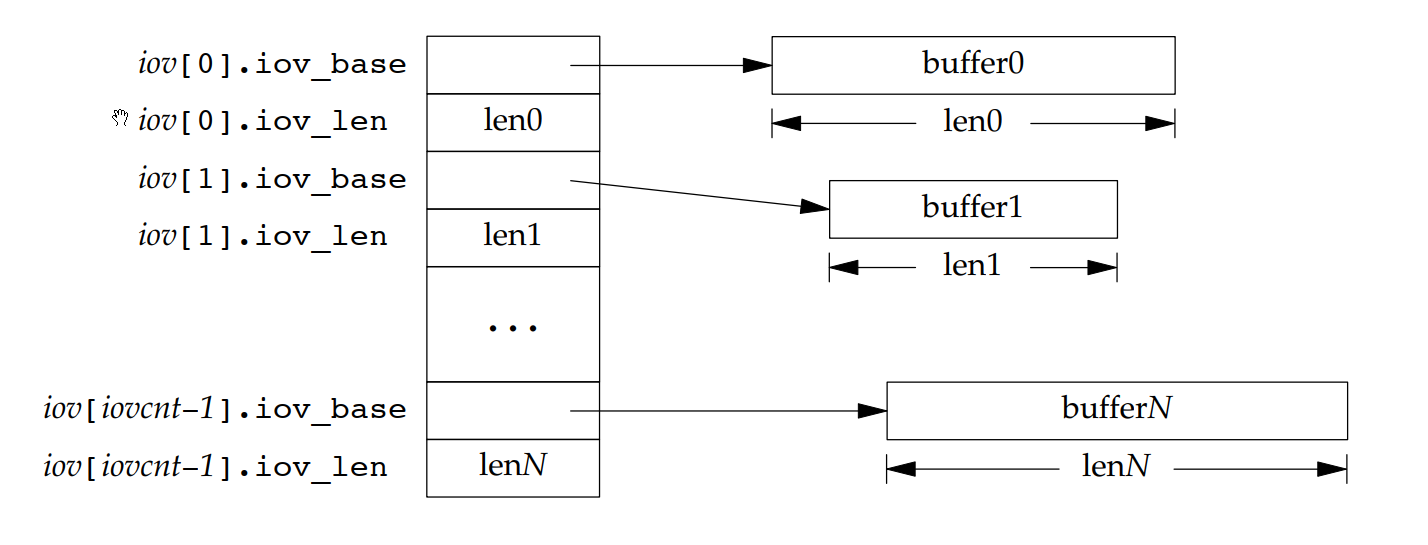 iov[0].iov_base buffer0
iov[0].iov_len len0 len0
iov[1].iov_base buffer1
iov[1].iov_len len1 len1
...
iov[iovcnt–1].iov_base bufferN
iov[iovcnt–1].iov_len lenN lenN